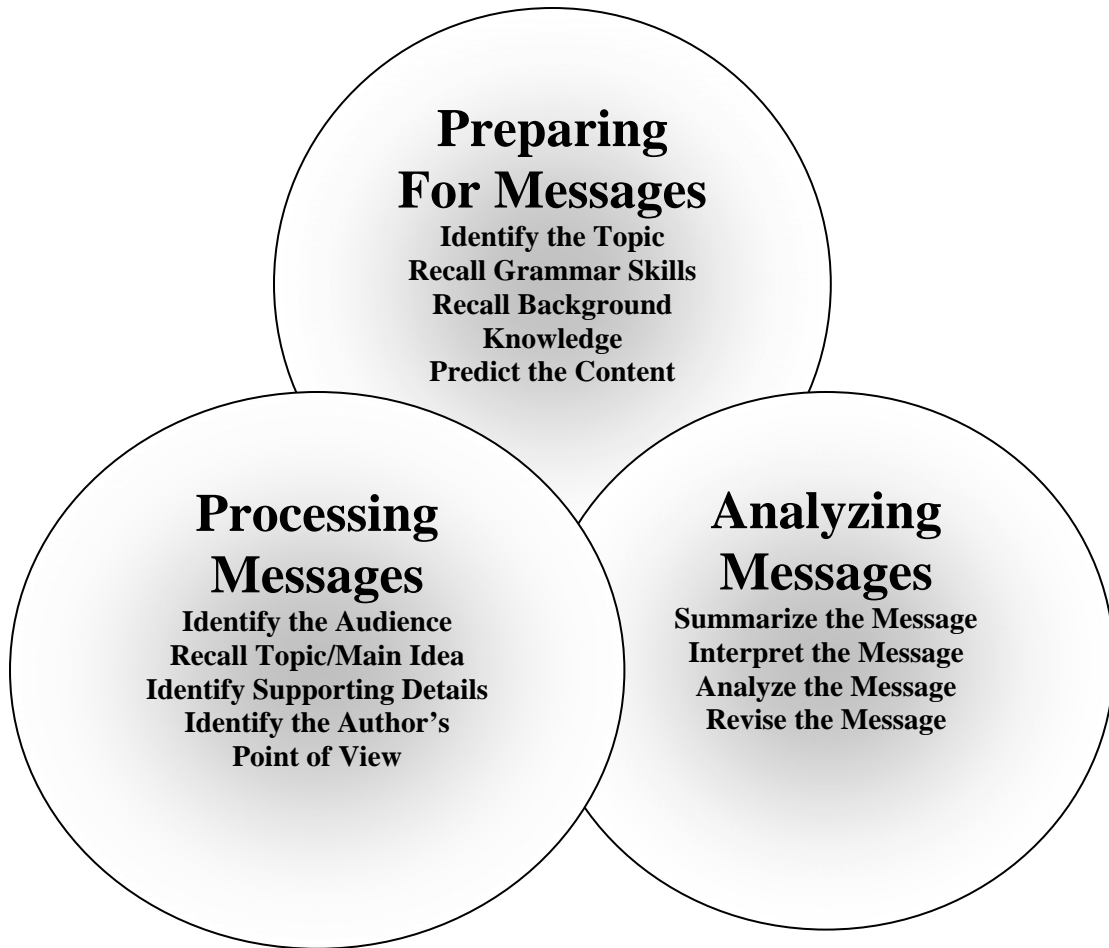 Preparing
For Messages
Identify the Topic
Recall Grammar Skills
Recall Background
Knowledge
Predict the Content
Processing
Messages
Identify the Audience
Recall Topic/Main Idea
Identify Supporting Details
Identify the Author’s
Point of View
Analyzing
Messages
Summarize the Message
Interpret the Message
Analyze the Message
Revise the Message